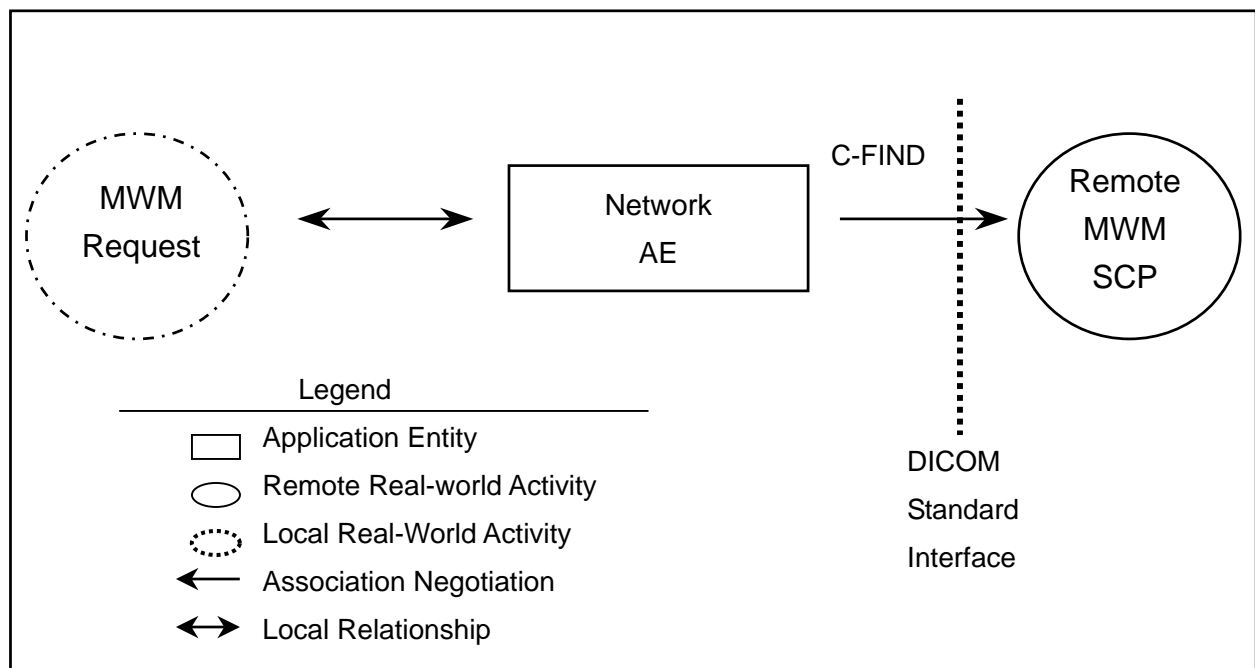 MWM
Request
Network
AE
C-FIND
Remote
MWM
SCP
DICOM
Standard
Interface
Legend
Application Entity
Remote Real-world Activity
Local Real-World Activity
Association Negotiation
Local Relationship